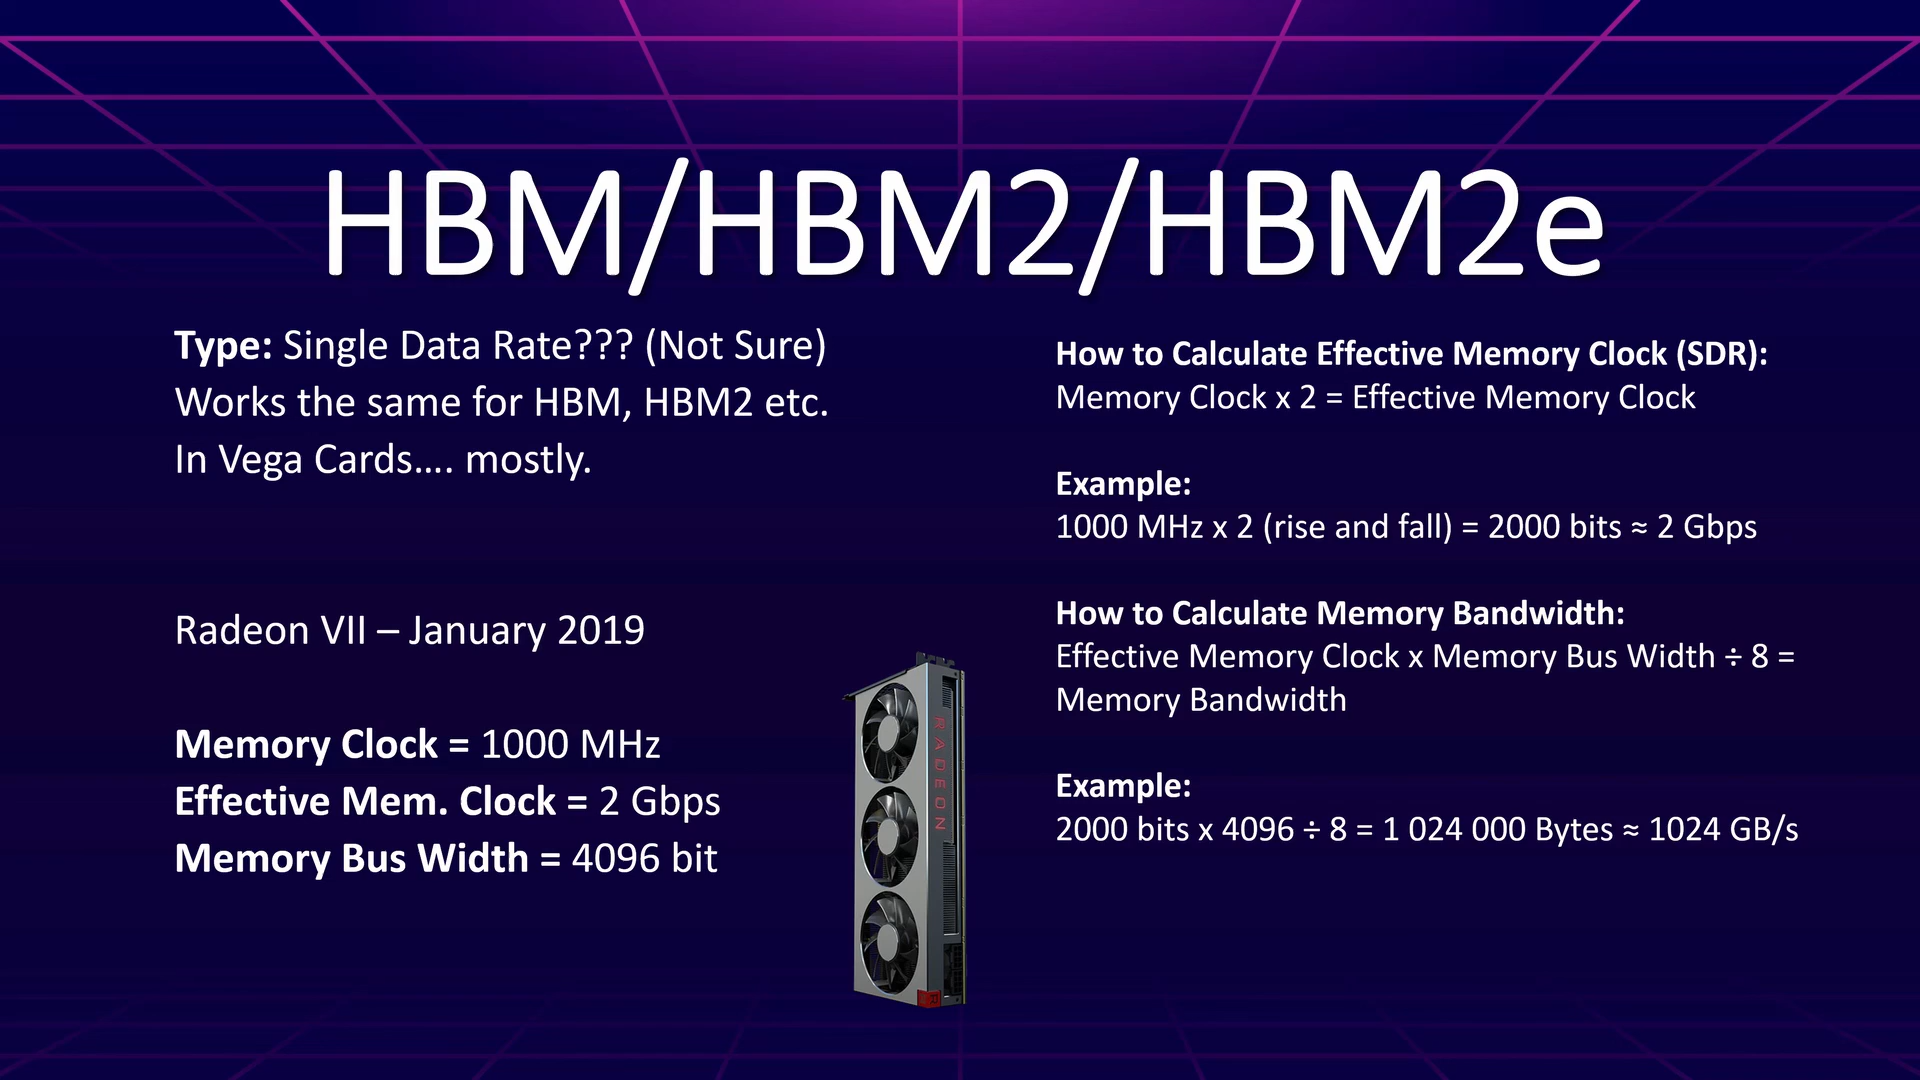 HBM/HBM2/HBM2e
Type: Single Data Rate??? (Not Sure)
Works the same for HBM, HBM2 etc.
In Vega Cards.... mostly.
Radeon VII – January 2019
Memory Clock = 1000 MHz
Effective Mem. Clock = 2 Gbps
Memory Bus Width = 4096 bit
RADEON
R
How to Calculate Effective Memory Clock (SDR):
Memory Clock x 2 = Effective Memory Clock
Example:
1000 MHz x 2 (rise and fall) = 2000 bits ≈ 2 Gbps
How to Calculate Memory Bandwidth:
Effective Memory Clock x Memory Bus Width ÷ 8 =
Memory Bandwidth
Example:
2000 bits x 4096 ÷ 8 = 1 024 000 Bytes ≈ 1024 GB/s